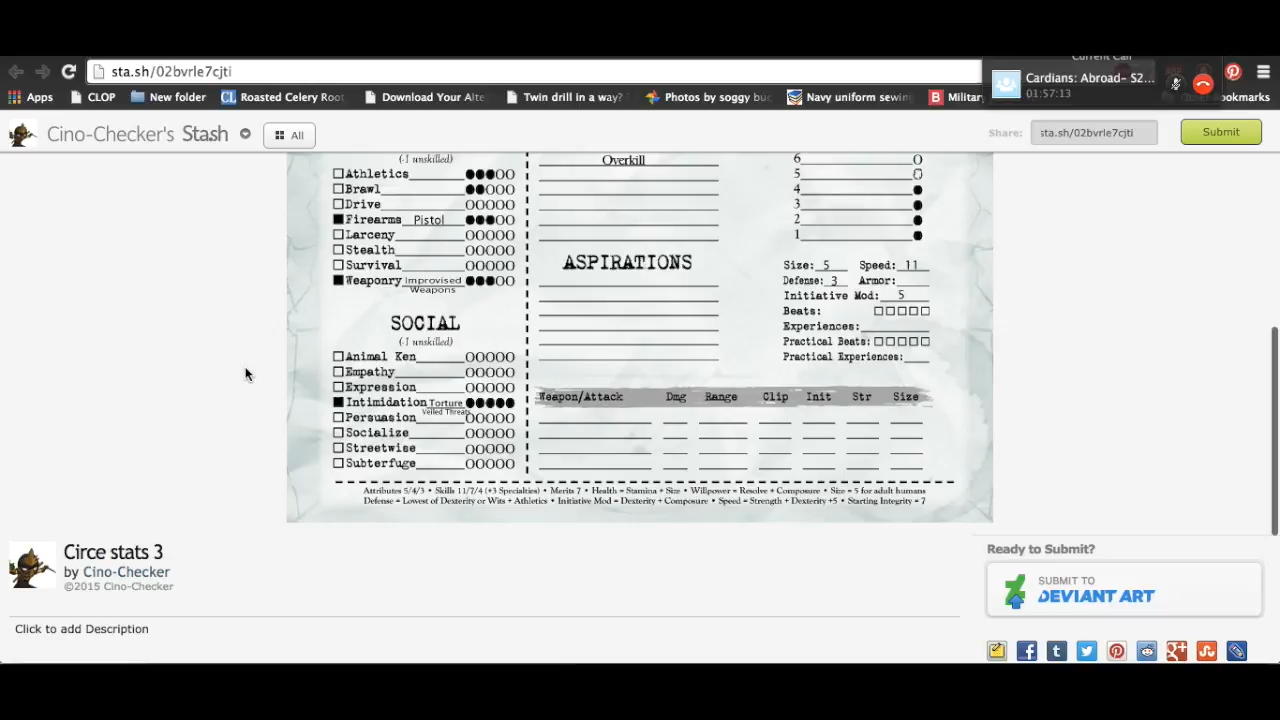 Current Call
sta.sh/02bvrle7cjti
Cardians: Abroad- S2...
01:57:13
Apps
CLOP
New folder
Roasted Celery Root
Download Your Alte
Twin drill in a way?
Photos by soggy bu
Navy uniform sewin
Militar
okmarks
Cino-Checker's Stash
All
Share:
sta.sh/02bvrle7cjti
Submit
(-1 unskilled)
Athletics
Brawl
Drive
Firearms Pistol
Larceny
Stealth
Survival
Weaponry Improvised
Weapons
SOCIAL
(-1 unskilled)
Animal Ken
Empathy
Expression
Intimidation Torture
Veiled Threats
Persuasion
Socialize
Streetwise
Subterfuge
Overkill
ASPIRATIONS
6
5
4
3
2
1
Size: 5 Speed: 11
Defense: 3 Armor:
Initiative Mod: 5
Beats:
Experiences:
Practical Beats:
Practical Experiences:
Weapon/Attack Dmg Range Clip Init Str Size
Attributes 5/4/3 • Skills 11/7/4 (+3 Specialties) • Merits 7 • Health = Stamina + Size • Willpower = Resolve + Composure • Size = 5 for adult humans
Defense = Lowest of Dexterity or Wits + Athletics • Initiative Mod = Dexterity + Composure • Speed = Strength + Dexterity +5 • Starting Integrity = 7
Circe stats 3
by Cino-Checker
©2015 Cino-Checker
Click to add Description
Ready to Submit?
SUBMIT TO
DEVIANT ART